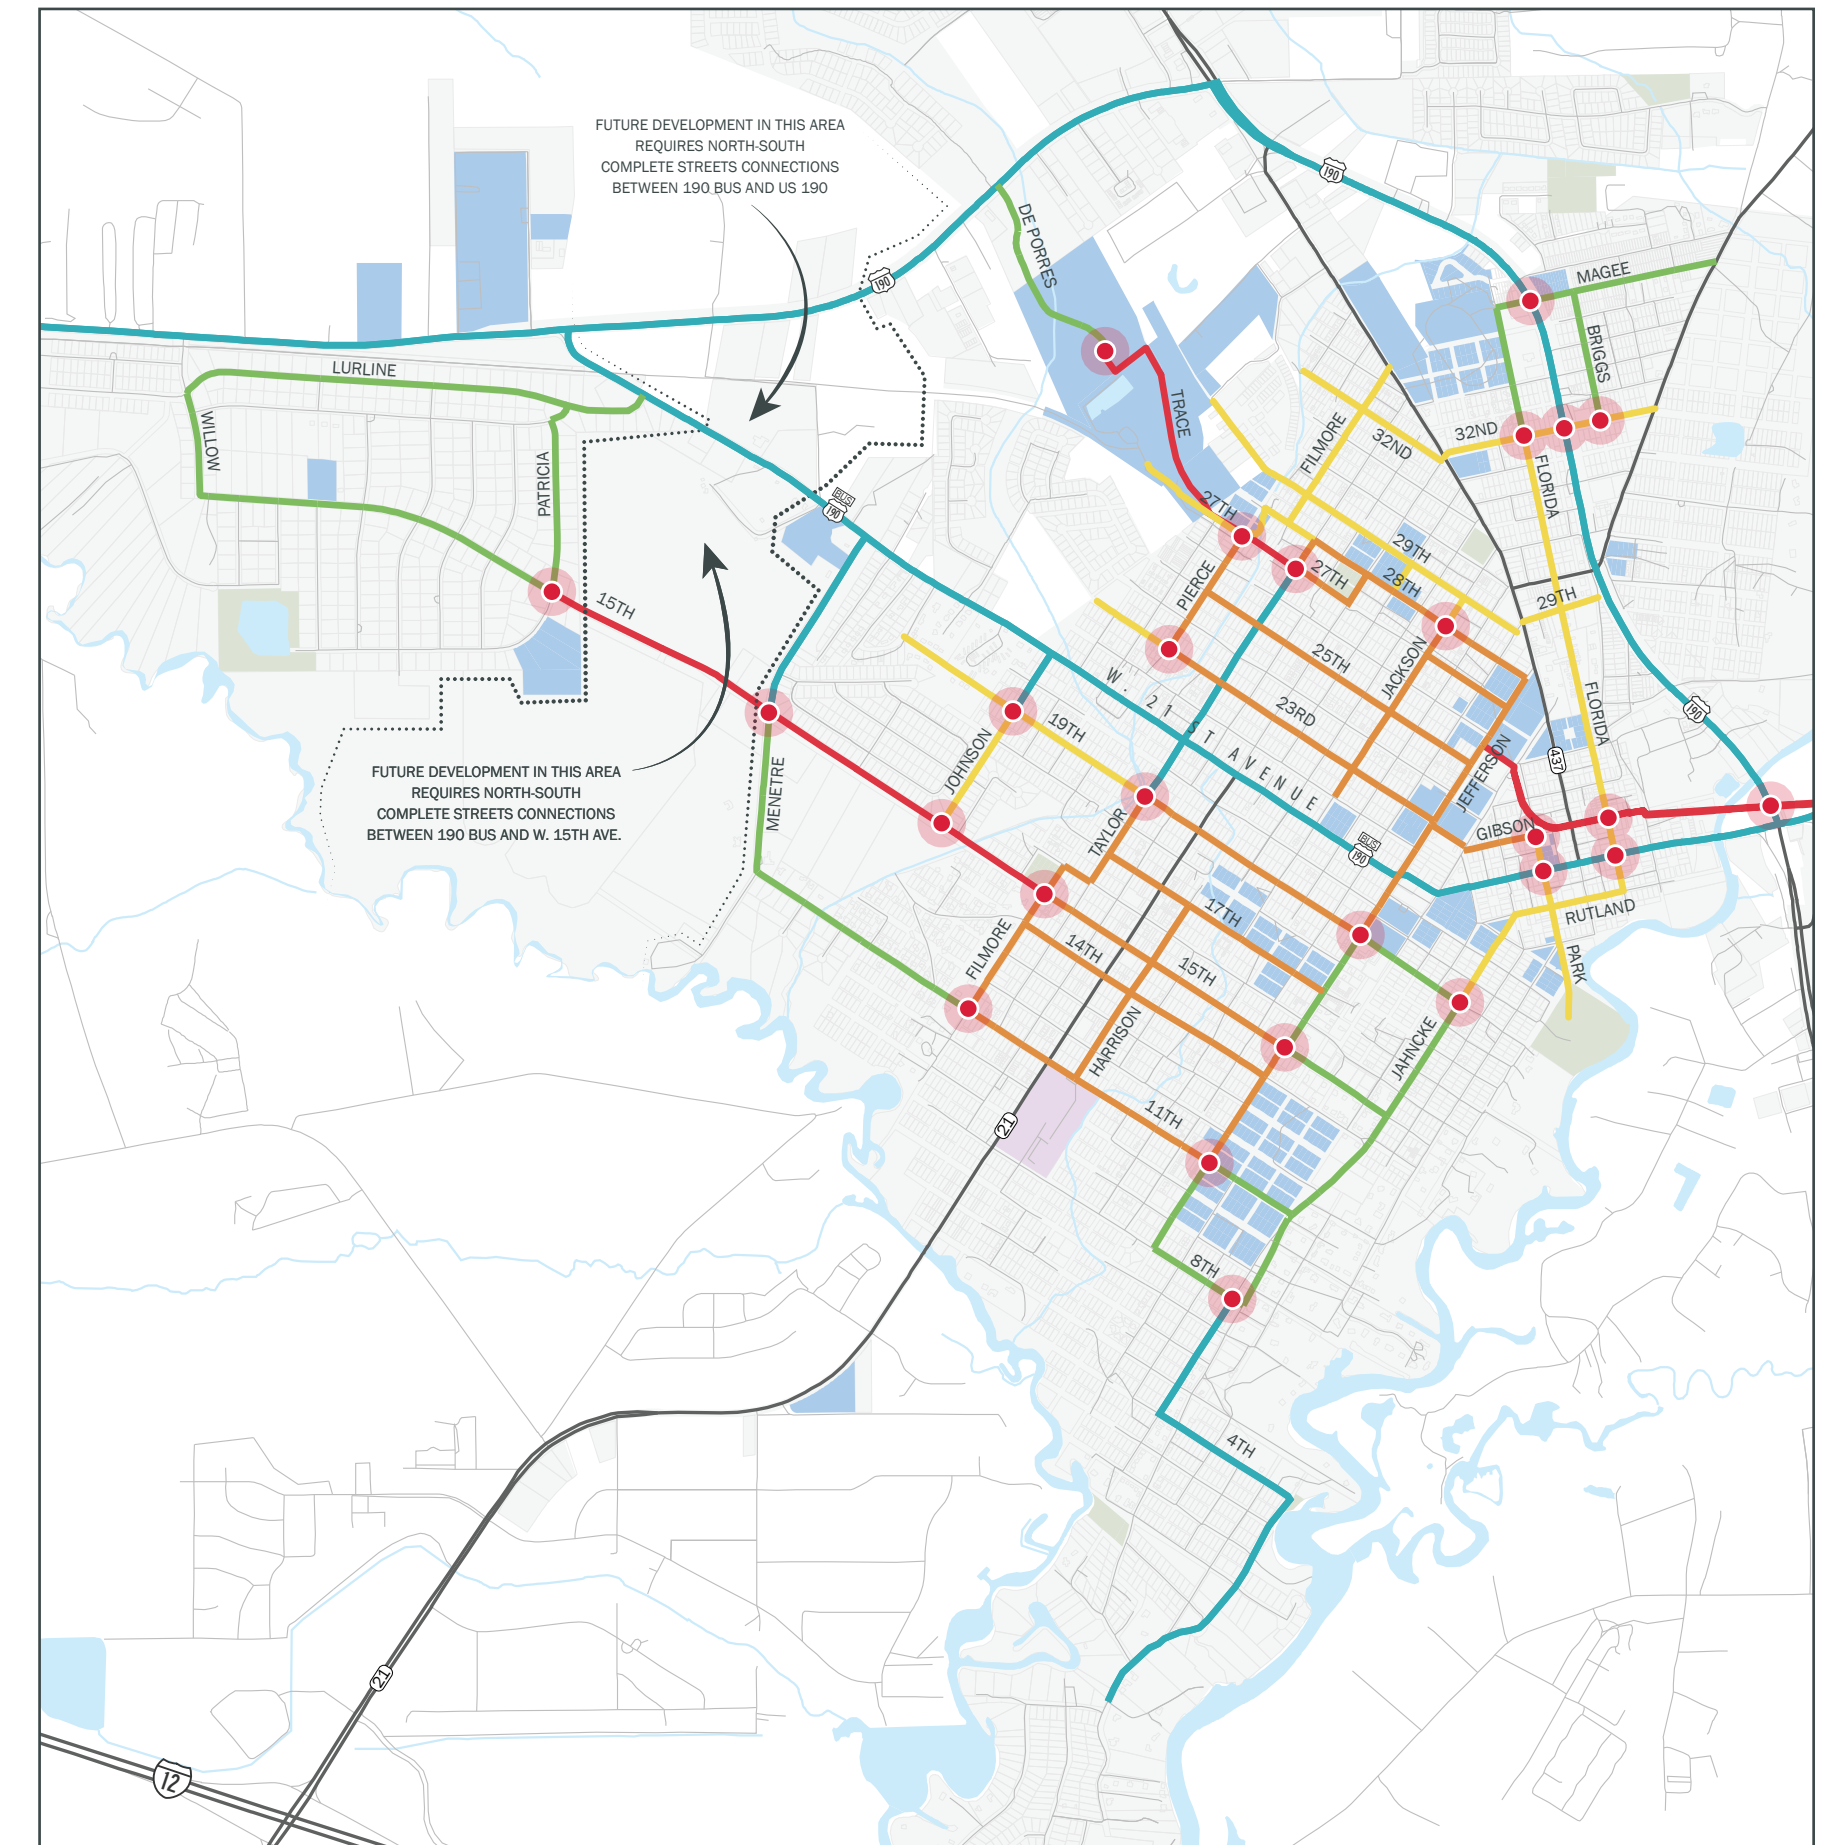 FUTURE DEVELOPMENT IN THIS AREA
REQUIRES NORTH-SOUTH
COMPLETE STREETS CONNECTIONS
BETWEEN 190 BUS AND US 190
190
190
DE PORRES
MAGEE
BRIGGS
LURLINE
WILLOW
PATRICIA
TRACE
FILMORE
32ND
32ND
FLORIDA
BUS
190
27TH
29TH
27TH
28TH
29TH
PIERCE
15TH
25TH
JACKSON
W. 21ST AVENUE
23RD
FLORIDA
190
19TH
JOHNSON
437
JEFFERSON
FUTURE DEVELOPMENT IN THIS AREA
REQUIRES NORTH-SOUTH
COMPLETE STREETS CONNECTIONS
BETWEEN 190 BUS AND W. 15TH AVE.
MENETRE
TAYLOR
GIBSON
BUS
190
17TH
RUTLAND
FILMORE
14TH
15TH
PARK
HARRISON
JAHNCKE
11TH
21
8TH
4TH
21
12